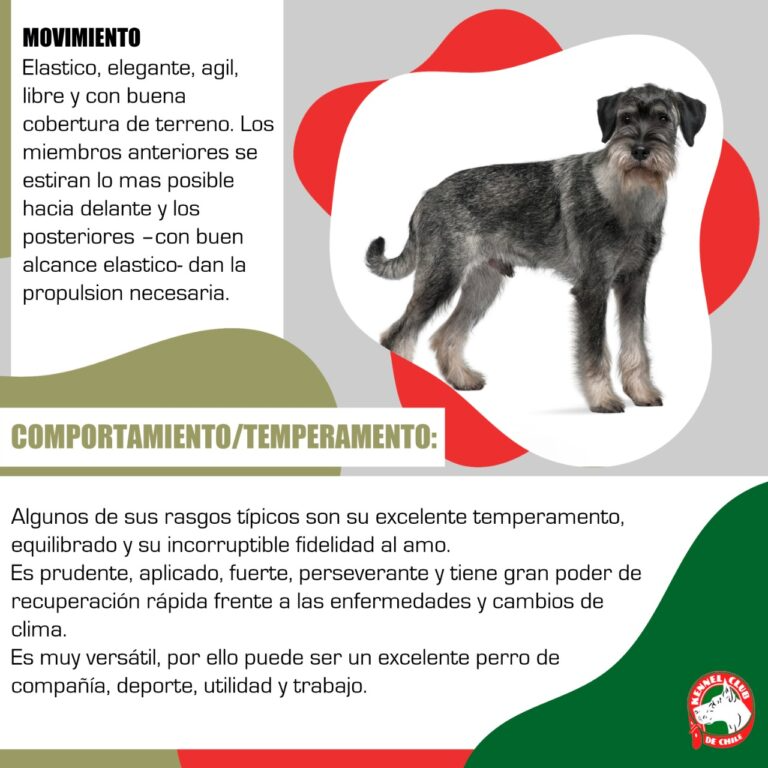 MOVIMIENTO
Elastico, elegante, agil,
libre y con buena
cobertura de terreno. Los
miembros anteriores se
estiran lo mas posible
hacia delante y los
posteriores –con buen
alcance elastico- dan la
propulsion necesaria.
COMPORTAMIENTO/TEMPERAMENTO:
Algunos de sus rasgos típicos son su excelente temperamento,
equilibrado y su incorruptible fidelidad al amo.
Es prudente, aplicado, fuerte, perseverante y tiene gran poder de
recuperación rápida frente a las enfermedades y cambios de
clima.
Es muy versátil, por ello puede ser un excelente perro de
compañía, deporte, utilidad y trabajo.
KENNEL CLUB
DE CHILE